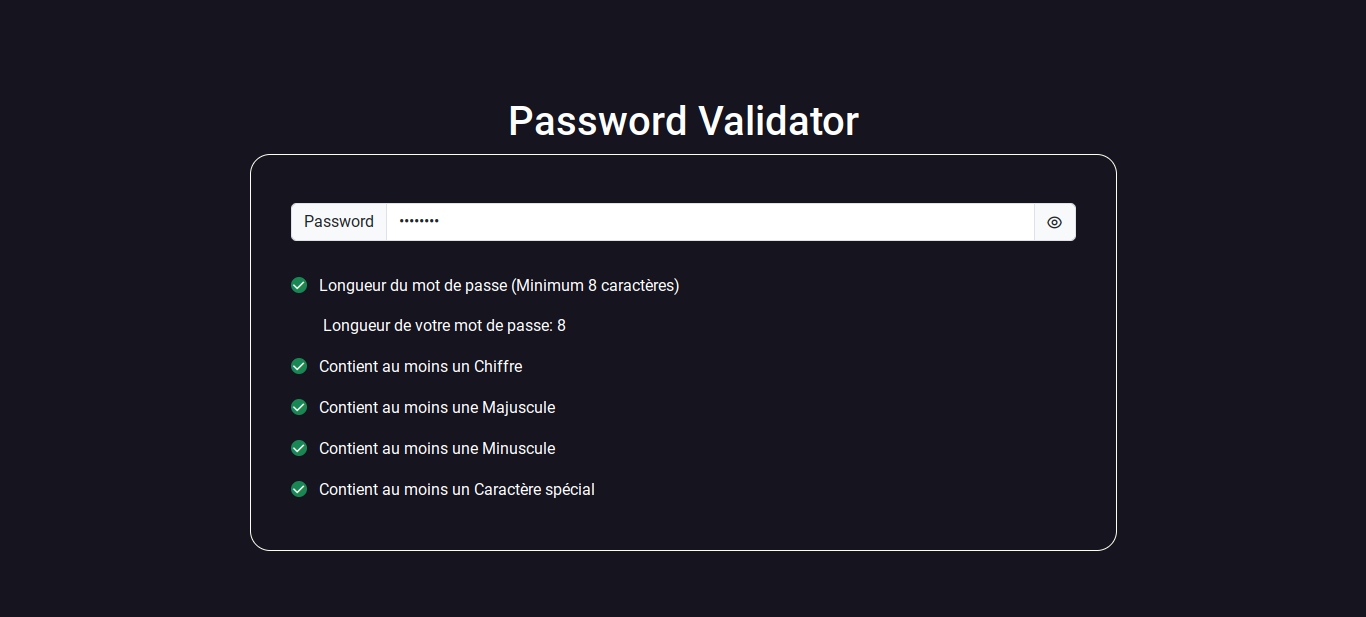 Password Validator
Password ••••••••
Longueur du mot de passe (Minimum 8 caractères)
Longueur de votre mot de passe: 8
Contient au moins un Chiffre
Contient au moins une Majuscule
Contient au moins une Minuscule
Contient au moins un Caractère spécial